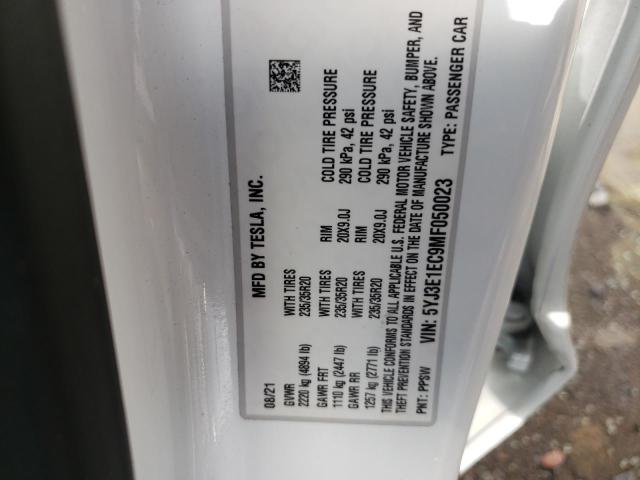 MFD BY TESLA, INC.
08/21
GVWR WITH TIRES RIM COLD TIRE PRESSURE
2220 kg (4894 lb) 235/35R20 20X9.0J 290 kPa, 42 psi
GAWR FRT WITH TIRES RIM COLD TIRE PRESSURE
1110 kg (2447 lb) 235/35R20 20X9.0J 290 kPa, 42 psi
GAWR RR
1257 kg (2771 lb) 235/35R20
THIS VEHICLE CONFORMS TO ALL APPLICABLE U.S. FEDERAL MOTOR VEHICLE SAFETY, BUMPER, AND
THEFT PREVENTION STANDARDS IN EFFECT ON THE DATE OF MANUFACTURE SHOWN ABOVE.
VIN: 5YJ3E1EC9MF050023
PNT: PPSW TYPE: PASSENGER CAR